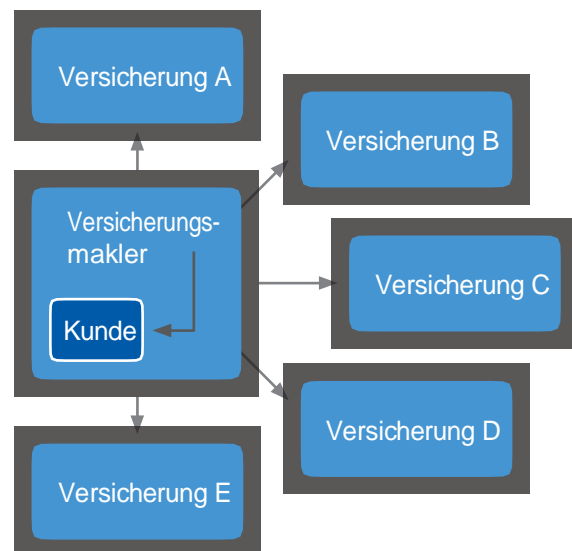 Versicherung A
Versicherung B
Versicherungs-
makler
Versicherung C
Kunde
Versicherung D
Versicherung E